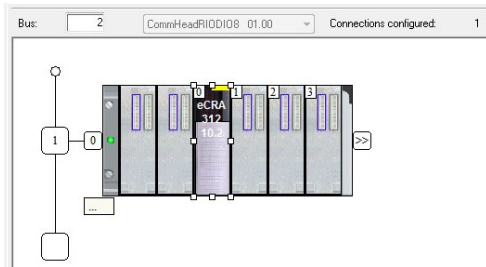 Bus: 2 CommHeadRIODIO8 01.00 Connections configured: 1
0 1 2 3
eCRA
312
10.2
1 0 >>
...